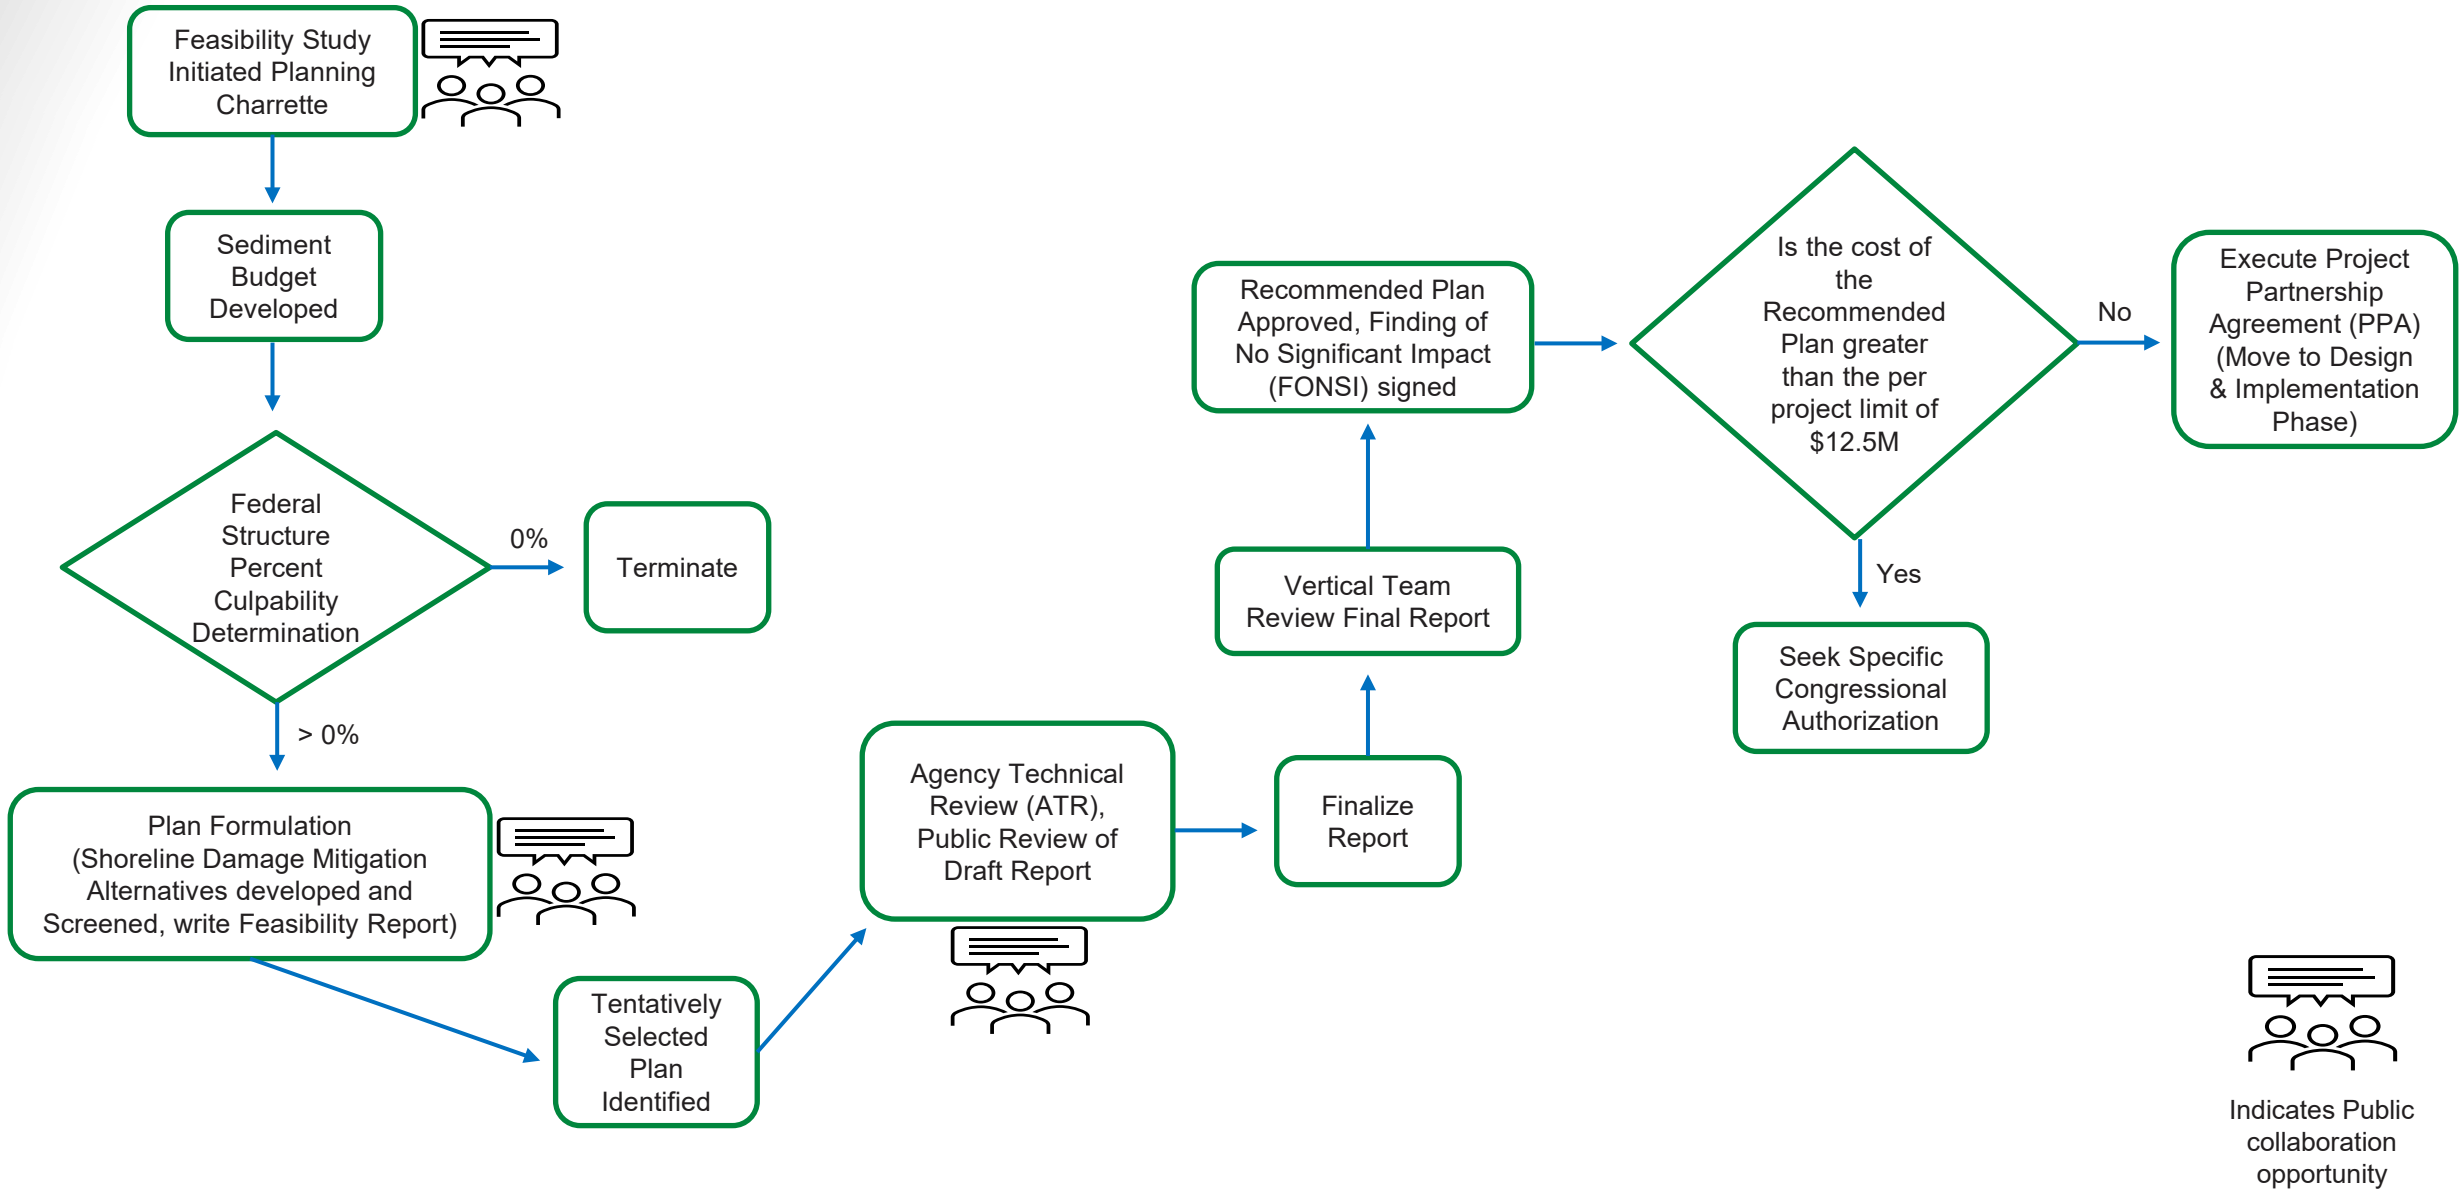 Feasibility Study
Initiated Planning
Charrette
Sediment
Budget
Developed
Federal
Structure
Percent
Culpability
Determination
0%
Terminate
> 0%
Plan Formulation
(Shoreline Damage Mitigation
Alternatives developed and
Screened, write Feasibility Report)
Tentatively
Selected
Plan
Identified
Agency Technical
Review (ATR),
Public Review of
Draft Report
Finalize
Report
Vertical Team
Review Final Report
Recommended Plan
Approved, Finding of
No Significant Impact
(FONSI) signed
Is the cost of
the
Recommended
Plan greater
than the per
project limit of
$12.5M
No
Execute Project
Partnership
Agreement (PPA)
(Move to Design
& Implementation
Phase)
Yes
Seek Specific
Congressional
Authorization
Indicates Public
collaboration
opportunity